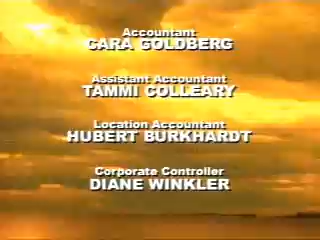 Accountant
CARA GOLDBERG
Assistant Accountant
TAMMI COLLEARY
Location Accountant
HUBERT BURKHARDT
Corporate Controller
DIANE WINKLER